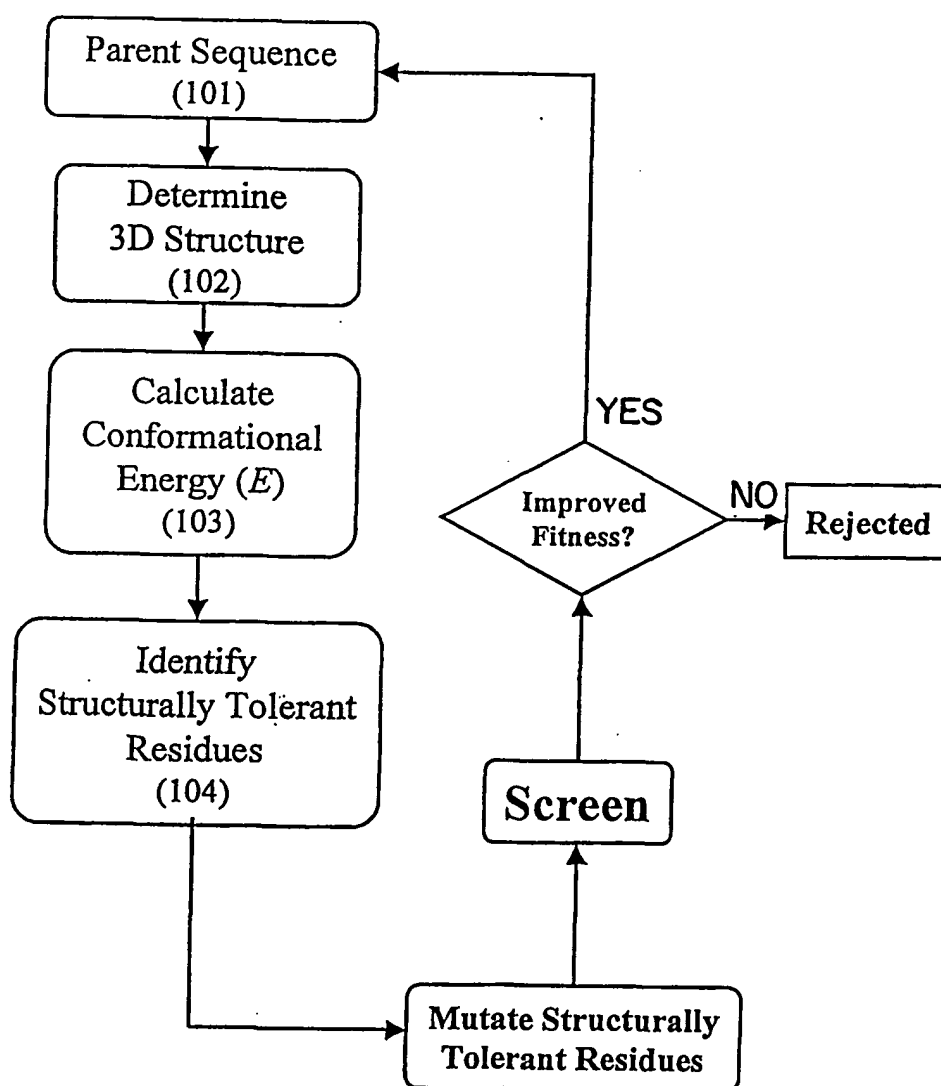 Parent Sequence
(101)
Determine
3D Structure
(102)
Calculate
Conformational
Energy (E)
(103)
Identify
Structurally Tolerant
Residues
(104)
Mutate Structurally
Tolerant Residues
Screen
Improved
Fitness?
YES
NO
Rejected